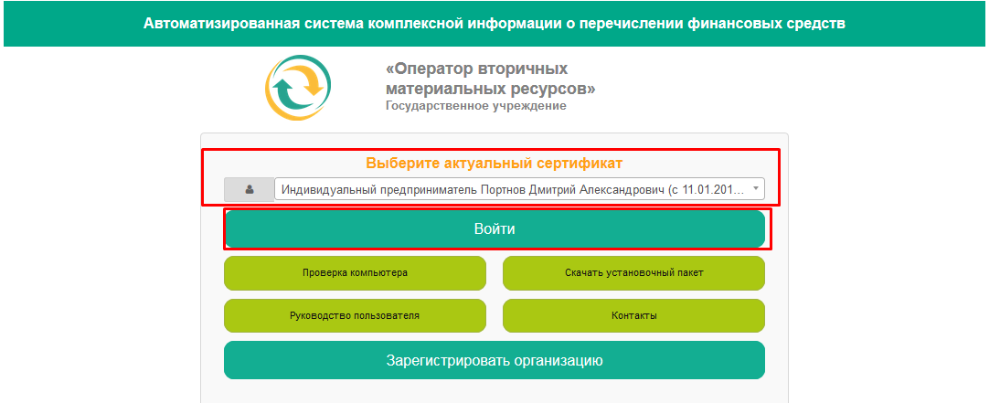 Автоматизированная система комплексной информации о перечислении финансовых средств
«Оператор вторичных
материальных ресурсов»
Государственное учреждение
Выберите актуальный сертификат
Индивидуальный предприниматель Портнов Дмитрий Александрович (с 11.01.201...
Войти
Проверка компьютера
Скачать установочный пакет
Руководство пользователя
Контакты
Зарегистрировать организацию